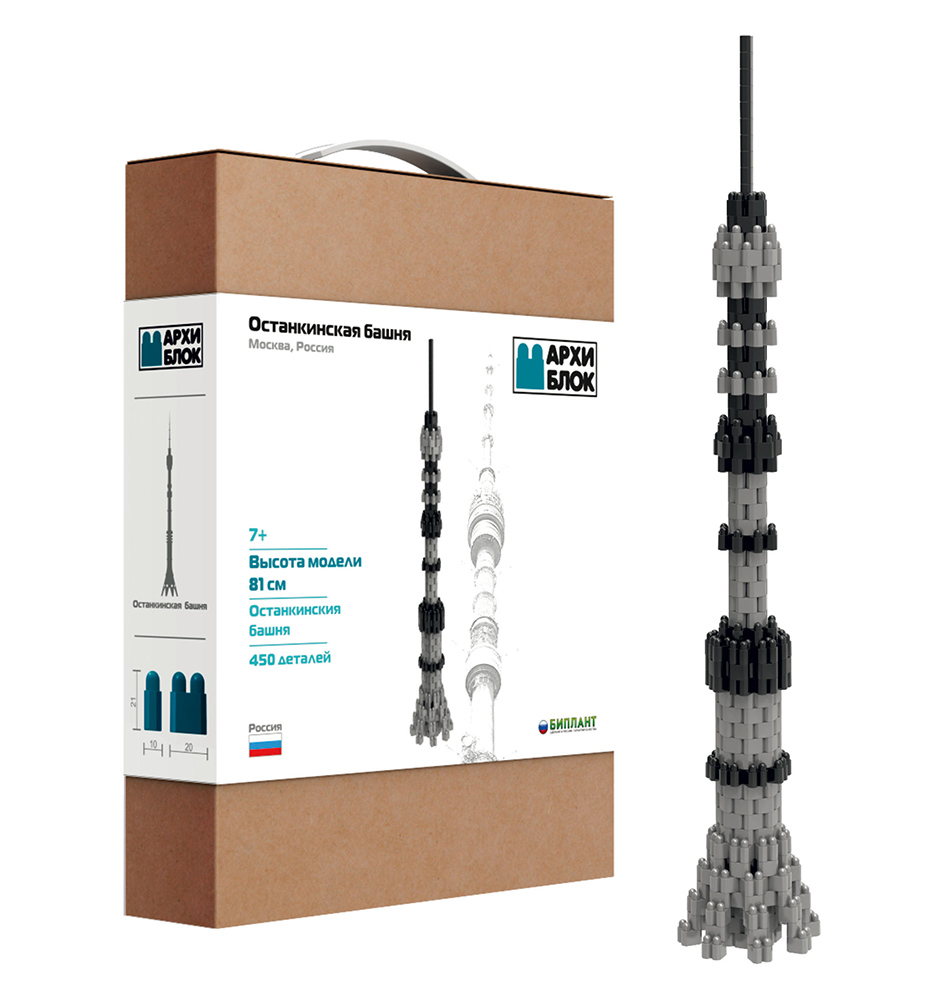 АРХИ
БЛОК
Останкинская башня
21
10
20
Останкинская башня
Москва, Россия
АРХИ
БЛОК
7+
Высота модели
81 см
Останкинския
башня
450 деталей
Россия
БИПЛАНТ